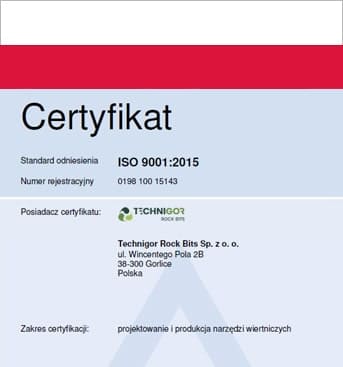 Certyfikat
Standard odniesienia ISO 9001:2015
Numer rejestracyjny 0198 100 15143
Posiadacz certyfikatu: TECHNIGOR
ROCK BITS
Technigor Rock Bits Sp. z o. o.
ul. Wincentego Pola 2B
38-300 Gorlice
Polska
Zakres certyfikacji: projektowanie i produkcja narzędzi wiertniczych